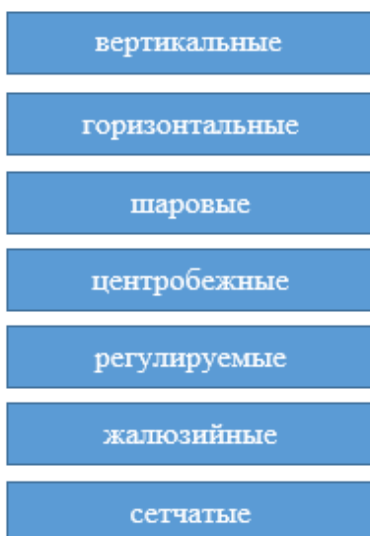 вертикальные
горизонтальные
шаровые
центробежные
регулируемые
жалюзийные
сетчатые